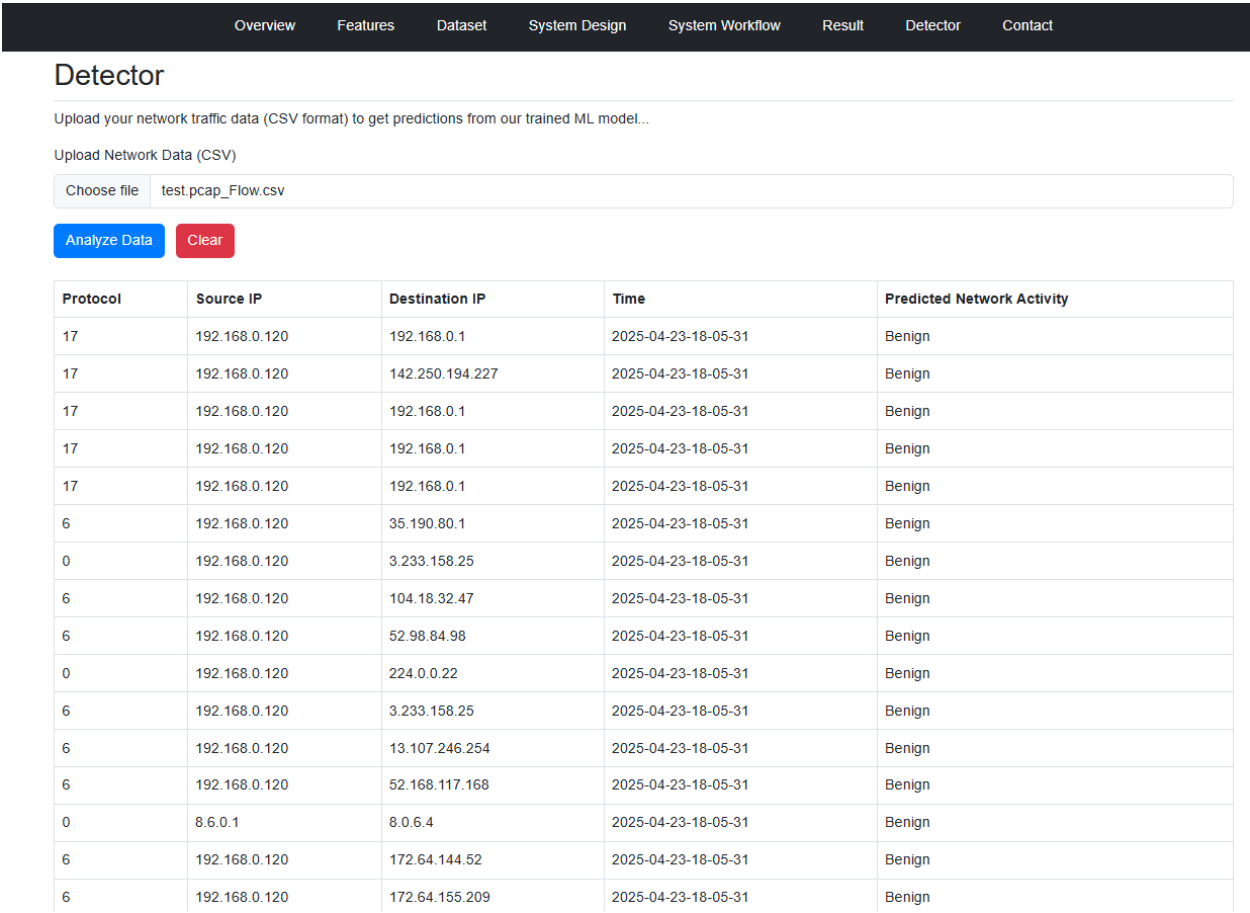 Overview Features Dataset System Design System Workflow Result Detector Contact
Detector
Upload your network traffic data (CSV format) to get predictions from our trained ML model...
Upload Network Data (CSV)
Choose file test.pcap_Flow.csv
Analyze Data Clear
Protocol Source IP Destination IP Time Predicted Network Activity
17 192.168.0.120 192.168.0.1 2025-04-23-18-05-31 Benign
17 192.168.0.120 142.250.194.227 2025-04-23-18-05-31 Benign
17 192.168.0.120 192.168.0.1 2025-04-23-18-05-31 Benign
17 192.168.0.120 192.168.0.1 2025-04-23-18-05-31 Benign
17 192.168.0.120 192.168.0.1 2025-04-23-18-05-31 Benign
6 192.168.0.120 35.190.80.1 2025-04-23-18-05-31 Benign
0 192.168.0.120 3.233.158.25 2025-04-23-18-05-31 Benign
6 192.168.0.120 104.18.32.47 2025-04-23-18-05-31 Benign
6 192.168.0.120 52.98.84.98 2025-04-23-18-05-31 Benign
0 192.168.0.120 224.0.0.22 2025-04-23-18-05-31 Benign
6 192.168.0.120 3.233.158.25 2025-04-23-18-05-31 Benign
6 192.168.0.120 13.107.246.254 2025-04-23-18-05-31 Benign
6 192.168.0.120 52.168.117.168 2025-04-23-18-05-31 Benign
0 8.6.0.1 8.0.6.4 2025-04-23-18-05-31 Benign
6 192.168.0.120 172.64.144.52 2025-04-23-18-05-31 Benign
6 192.168.0.120 172.64.155.209 2025-04-23-18-05-31 Benign